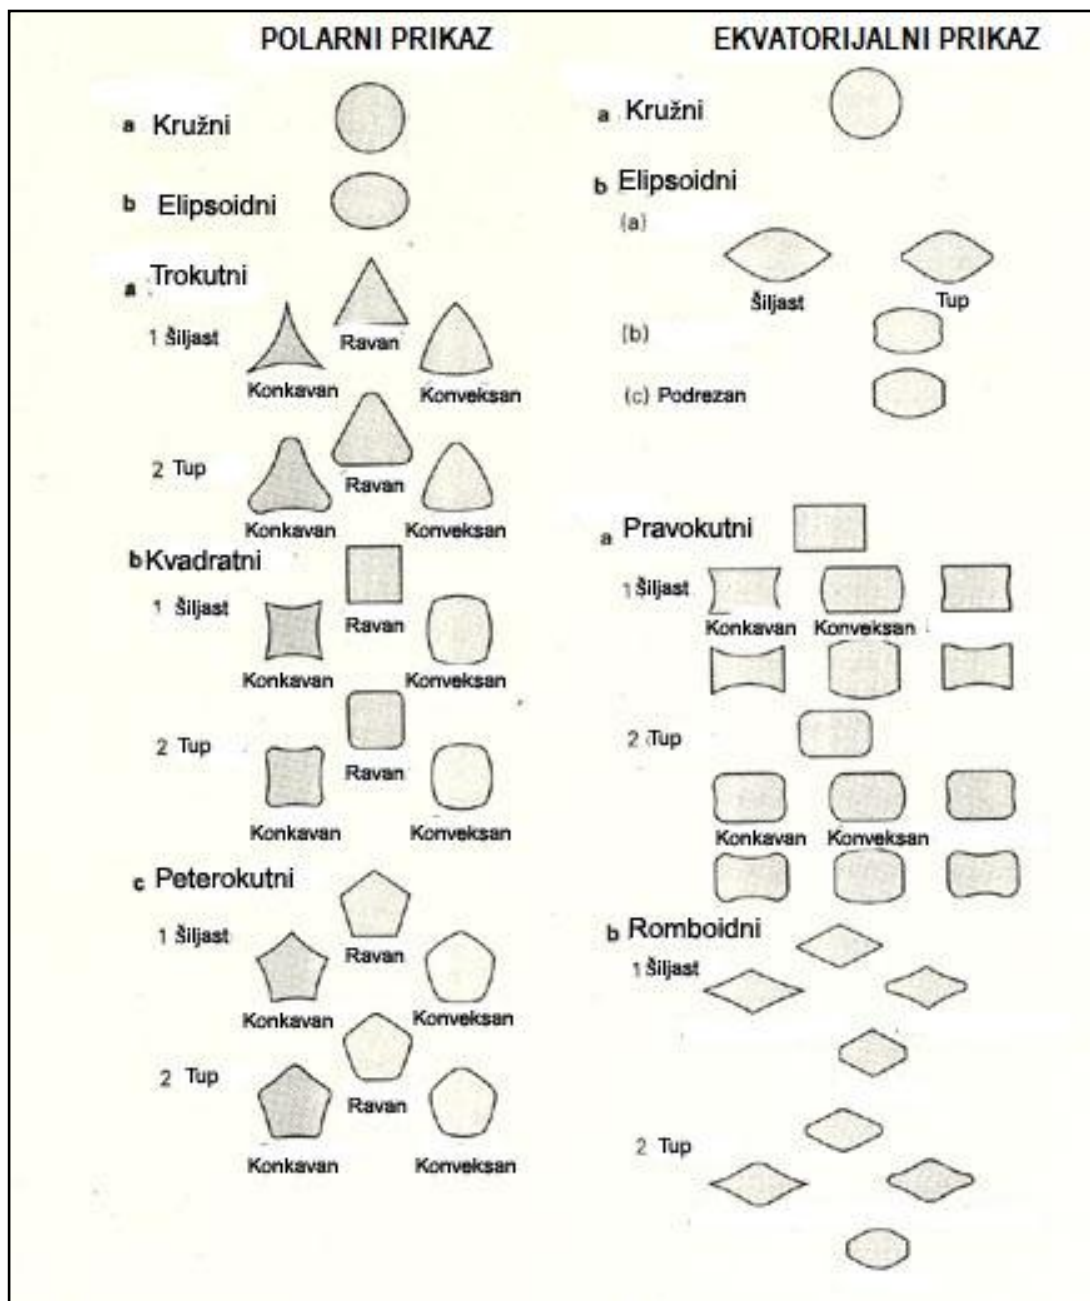 POLARNI PRIKAZ
a Kružni
b Elipsoidni
a Trokutni
1 Šiljast
Ravan
Konkavan
Konveksan
2 Tup
Ravan
Konkavan
Konveksan
b Kvadratni
1 Šiljast
Ravan
Konkavan
Konveksan
2 Tup
Ravan
Konkavan
Konveksan
c Peterokutni
1 Šiljast
Ravan
Konkavan
Konveksan
2 Tup
Ravan
Konkavan
Konveksan
EKVATORIJALNI PRIKAZ
a Kružni
b Elipsoidni
(a)
Šiljast
Tup
(b)
(c) Podrezan
a Pravokutni
1 Šiljast
Konkavan Konveksan
2 Tup
Konkavan Konveksan
b Romboidni
1 Šiljast
2 Tup